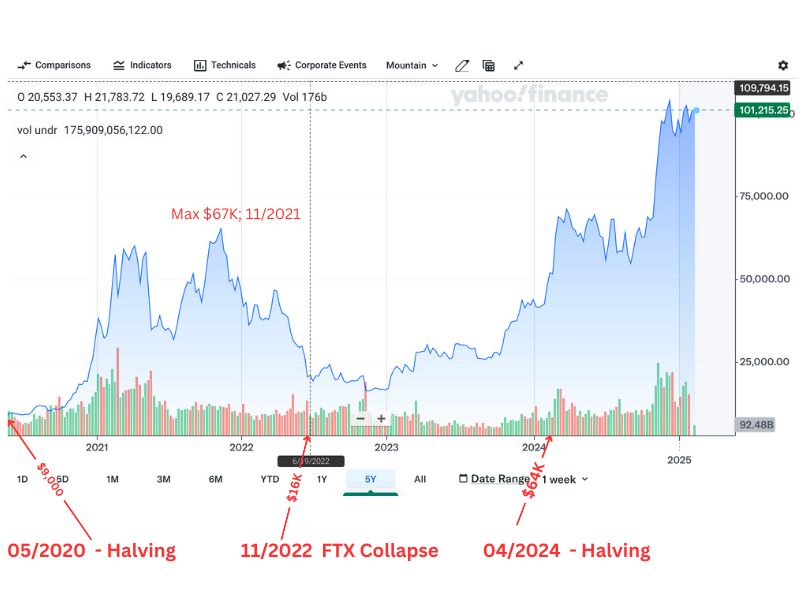 Comparisons Indicators Technicals Corporate Events Mountain
O 20,553.37 H 21,783.72 L 19,689.17 C 21,027.29 Vol 176b
yahoo!finance
109,794.15
101,215.25
vol undr 175,909,056,122.00
75,000.00
Max $67K; 11/2021
50,000.00
25,000.00
92.48B
2021 2022 2023 2024 2025
1D 5D 1M 3M 6M YTD 1Y 5Y All Date Range 1 week
$9,000
$16K
$64K
05/2020 - Halving
11/2022 FTX Collapse
04/2024 - Halving